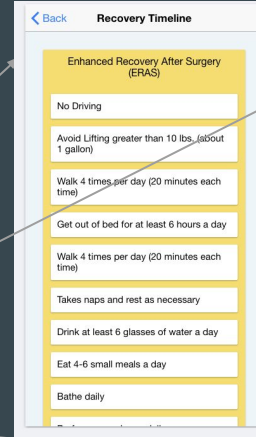 Back Recovery Timeline
Enhanced Recovery After Surgery
(ERAS)
No Driving
Avoid Lifting greater than 10 lbs. (about
1 gallon)
Walk 4 times per day (20 minutes each
time)
Get out of bed for at least 6 hours a day
Walk 4 times per day (20 minutes each
time)
Takes naps and rest as necessary
Drink at least 6 glasses of water a day
Eat 4-6 small meals a day
Bathe daily